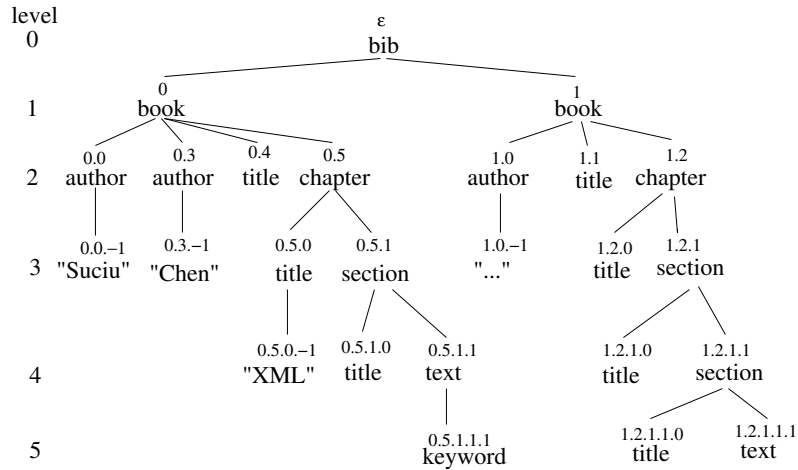 level
ε
0 bib
0 1
1 book book
0.0 0.3 0.4 0.5 1.0 1.1 1.2
2 author author title chapter author title chapter
0.0.−1 0.3.−1 0.5.0 0.5.1 1.0.−1 1.2.0 1.2.1
3 "Suciu" "Chen" title section "..." title section
0.5.0.−1 0.5.1.0 0.5.1.1 1.2.1.0 1.2.1.1
4 "XML" title text title section
0.5.1.1.1 1.2.1.1.0 1.2.1.1.1
5 keyword title text